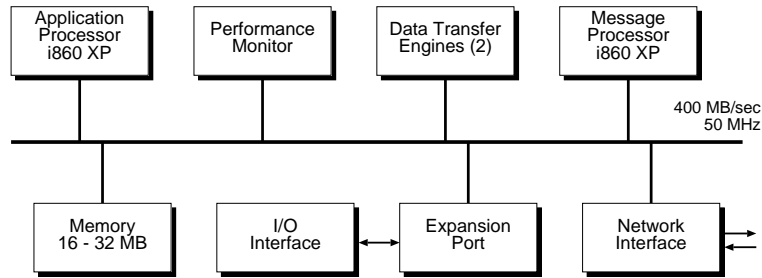 Application
Processor
i860 XP
Performance
Monitor
Data Transfer
Engines (2)
Message
Processor
i860 XP
400 MB/sec
50 MHz
Memory
16 - 32 MB
I/O
Interface
Expansion
Port
Network
Interface